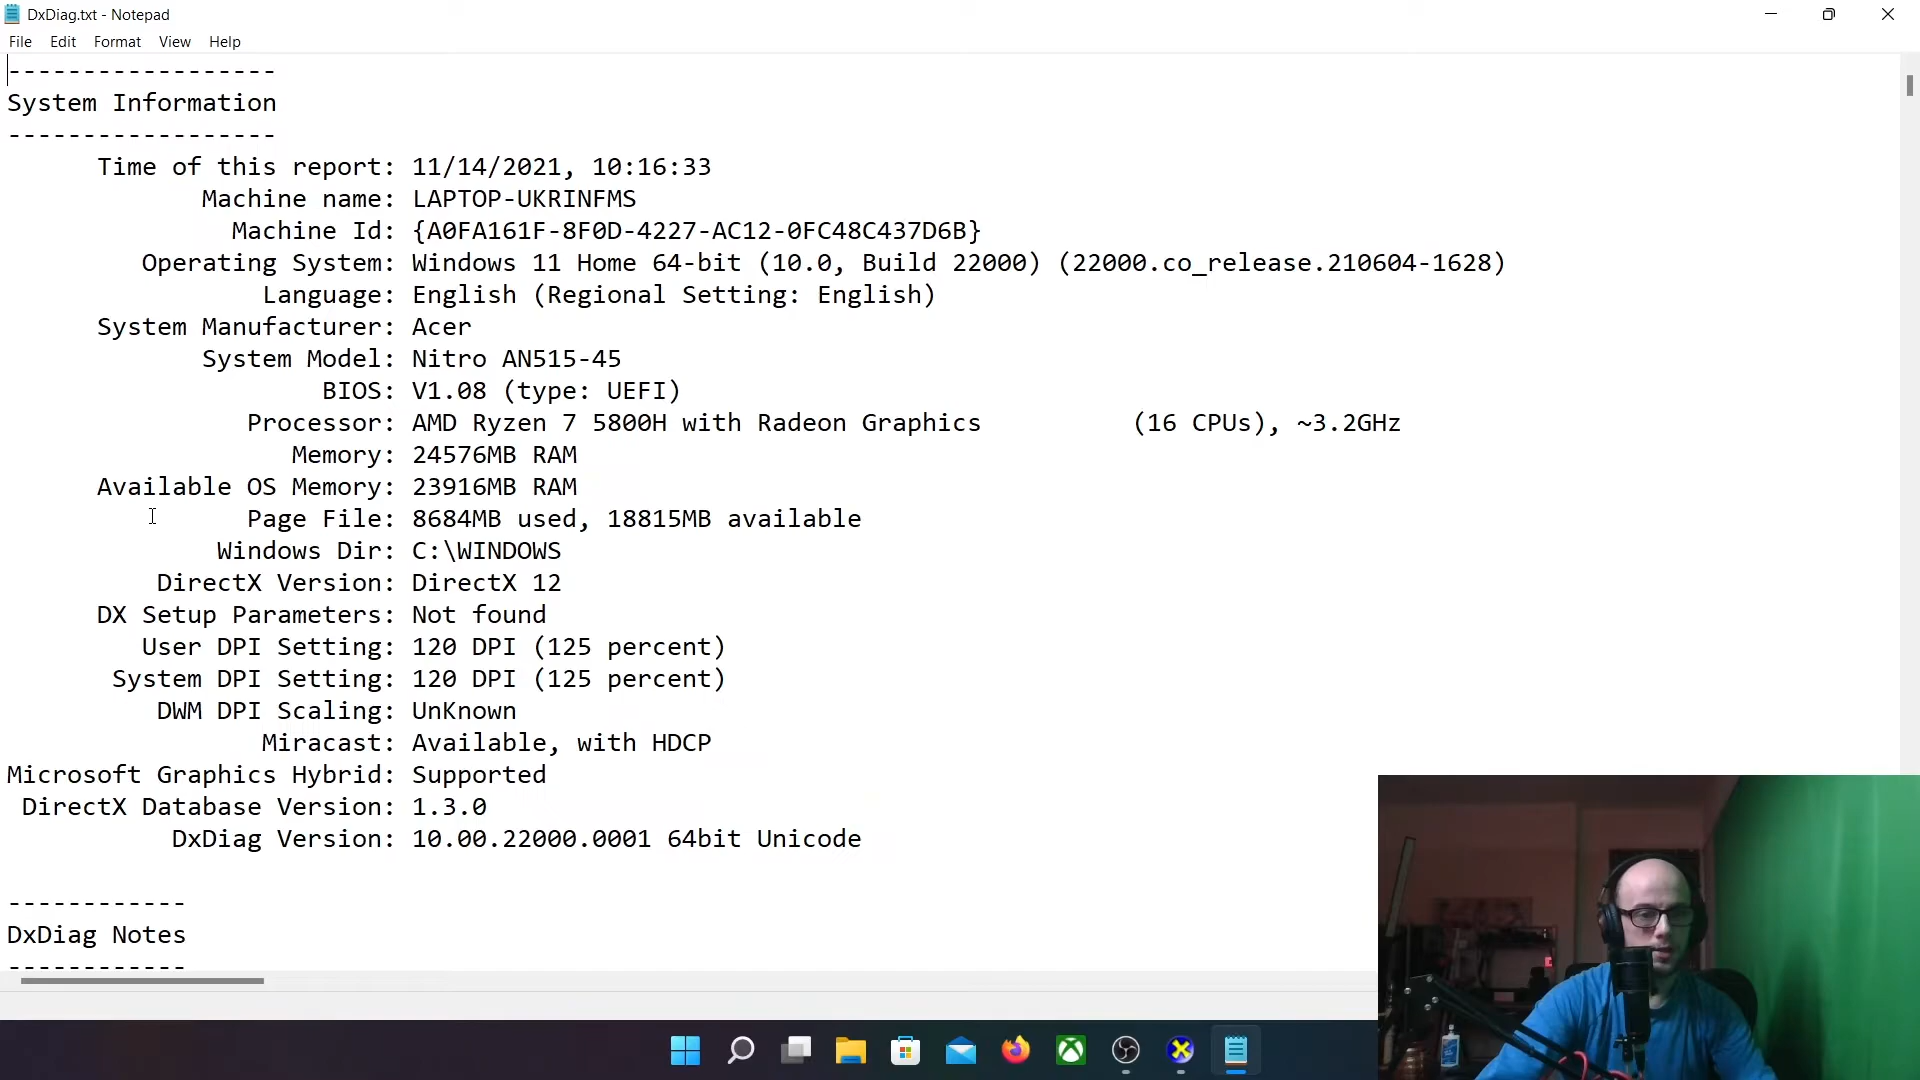 DxDiag.txt - Notepad
File Edit Format View Help
------------------
System Information
------------------
Time of this report: 11/14/2021, 10:16:33
Machine name: LAPTOP-UKRINFMS
Machine Id: {A0FA161F-8F0D-4227-AC12-0FC48C437D6B}
Operating System: Windows 11 Home 64-bit (10.0, Build 22000) (22000.co_release.210604-1628)
Language: English (Regional Setting: English)
System Manufacturer: Acer
System Model: Nitro AN515-45
BIOS: V1.08 (type: UEFI)
Processor: AMD Ryzen 7 5800H with Radeon Graphics (16 CPUs), ~3.2GHz
Memory: 24576MB RAM
Available OS Memory: 23916MB RAM
Page File: 8684MB used, 18815MB available
Windows Dir: C:\WINDOWS
DirectX Version: DirectX 12
DX Setup Parameters: Not found
User DPI Setting: 120 DPI (125 percent)
System DPI Setting: 120 DPI (125 percent)
DWM DPI Scaling: UnKnown
Miracast: Available, with HDCP
Microsoft Graphics Hybrid: Supported
DirectX Database Version: 1.3.0
DxDiag Version: 10.00.22000.0001 64bit Unicode
------------
DxDiag Notes
------------